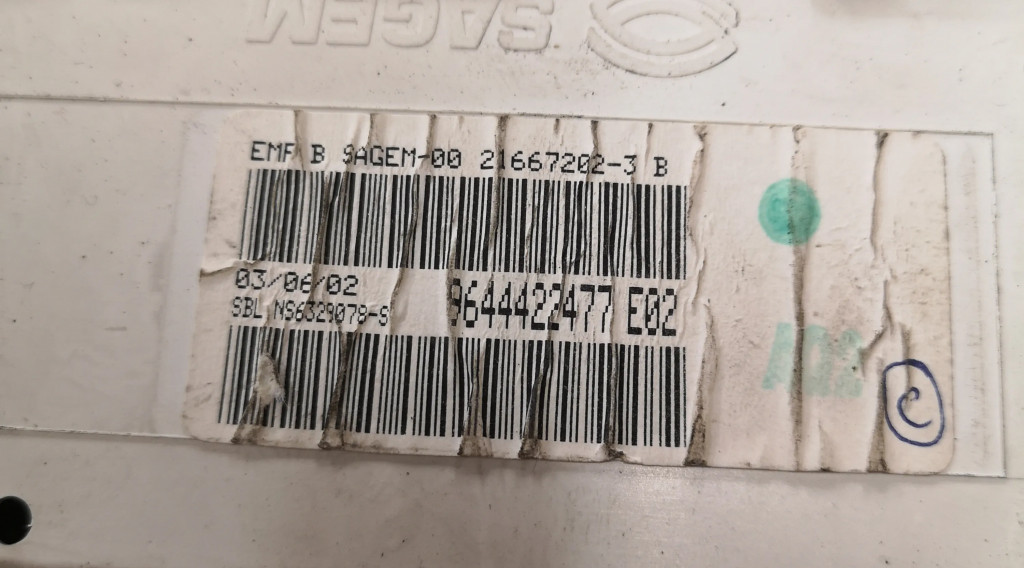 SAGEM
EMF B SAGEM-00 21667202-3 B
03/06/02
9644422477 E02
SBL NS6329078-S
C